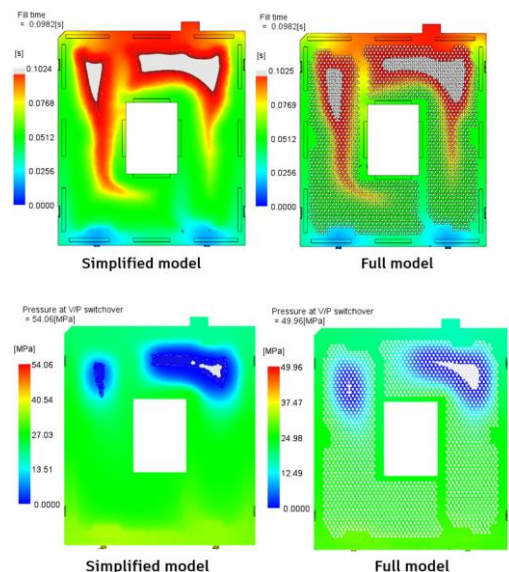 Fill time
= 0.0982[s]
[s]
0.1024
0.0768
0.0512
0.0256
0.0000
Simplified model
Fill time
= 0.0982[s]
[s]
0.1025
0.0769
0.0512
0.0256
0.0000
Full model
Pressure at V/P switchover
= 54.06[MPa]
[MPa]
54.06
40.54
27.03
13.51
0.0000
Simplified model
Pressure at V/P switchover
= 49.96[MPa]
[MPa]
49.96
37.47
24.98
12.49
0.0000
Full model